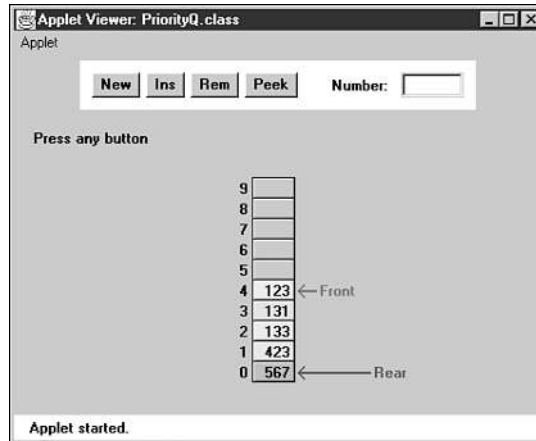 Applet Viewer: PriorityQ.class
Applet
New Ins Rem Peek Number:
Press any button
9
8
7
6
5
4 123 Front
3 131
2 133
1 423
0 567 Rear
Applet started.